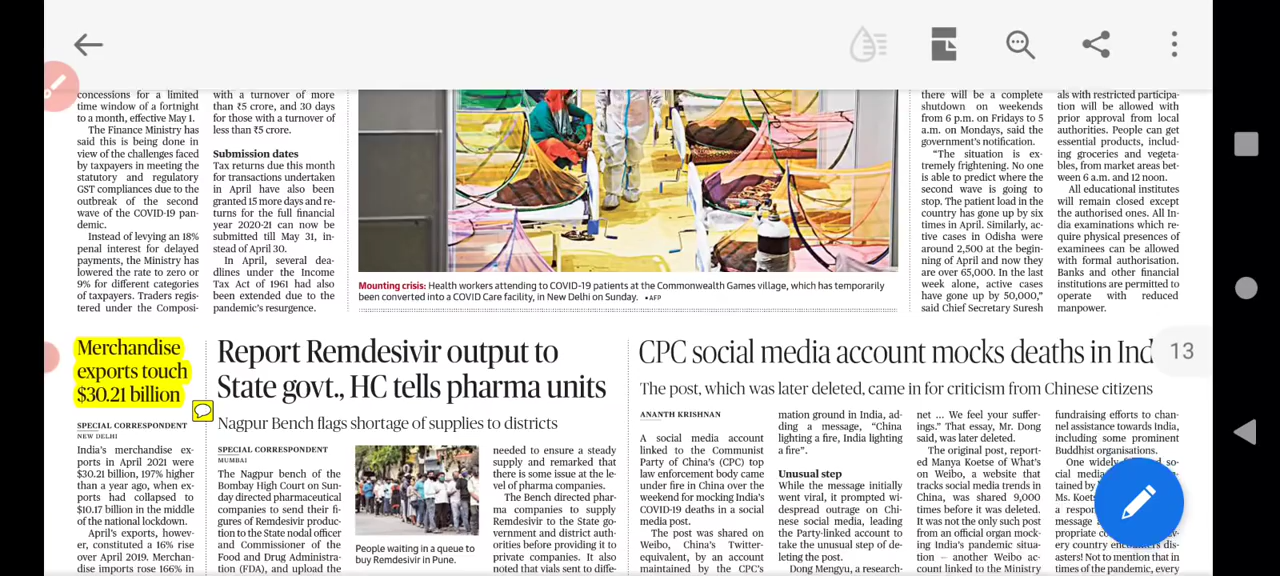 concessions for a limited
time window of a fortnight
to a month, effective May 1.
The Finance Ministry has
said this is being done in
view of the challenges faced
by taxpayers in meeting the
statutory and regulatory
GST compliances due to the
outbreak of the second
wave of the COVID-19 pan-
demic.
Instead of levying an 18%
penal interest for delayed
payments, the Ministry has
lowered the rate to zero or
9% for different categories
of taxpayers. Traders regis-
tered under the Composi-
with a turnover of more
than ₹5 crore, and 30 days
for those with a turnover of
less than ₹5 crore.
Submission dates
Tax returns due this month
for transactions undertaken
in April have also been
granted 15 more days and re-
turns for the full financial
year 2020-21 can now be
submitted till May 31, in-
stead of April 30.
In April, several dea-
dlines under the Income
Tax Act of 1961 had also
been extended due to the
pandemic's resurgence.
Mounting crisis: Health workers attending to COVID-19 patients at the Commonwealth Games village, which has temporarily
been converted into a COVID Care facility, in New Delhi on Sunday. • AFP
there will be a complete
shutdown on weekends
from 6 p.m. on Fridays to 5
a.m. on Mondays, said the
government's notification.
"The situation is ex-
tremely frightening. No one
is able to predict where the
second wave is going to
stop. The patient load in the
country has gone up by six
times in April. Similarly, ac-
tive cases in Odisha were
around 2,500 at the begin-
ning of April and now they
are over 65,000. In the last
week alone, active cases
have gone up by 50,000,"
said Chief Secretary Suresh
als with restricted participa-
tion will be allowed with
prior approval from local
authorities. People can get
essential products, includ-
ing groceries and vegeta-
bles, from market areas bet-
ween 6 a.m. and 12 noon.
All educational institutes
will remain closed except
the authorised ones. All In-
dia examinations which re-
quire physical presences of
examinees can be allowed
with formal authorisation.
Banks and other financial
institutions are permitted to
operate with reduced
manpower.
13
Merchandise
exports touch
$30.21 billion
SPECIAL CORRESPONDENT
NEW DELHI
India's merchandise ex-
ports in April 2021 were
$30.21 billion, 197% higher
than a year ago, when ex-
ports had collapsed to
$10.17 billion in the middle
of the national lockdown.
April's exports, howev-
er, constituted a 16% rise
over April 2019. Merchan-
dise imports rose 166% in
Report Remdesivir output to
State govt., HC tells pharma units
Nagpur Bench flags shortage of supplies to districts
SPECIAL CORRESPONDENT
MUMBAI
The Nagpur bench of the
Bombay High Court on Sun-
day directed pharmaceutical
companies to send their fi-
gures of Remdesivir produc-
tion to the State nodal officer
and Commissioner of the
Food and Drug Administra-
tion (FDA), and upload the
People waiting in a queue to
buy Remdesivir in Pune.
needed to ensure a steady
supply and remarked that
there is some issue at the le-
vel of pharma companies.
The Bench directed phar-
ma companies to supply
Remdesivir to the State go-
vernment and district auth-
orities before providing it to
private companies. It also
noted that vials sent to diffe-
CPC social media account mocks deaths in Ind
The post, which was later deleted, came in for criticism from Chinese citizens
ANANTH KRISHNAN
A social media account
linked to the Communist
Party of China's (CPC) top
law enforcement body came
under fire in China over the
weekend for mocking India's
COVID-19 deaths in a social
media post.
The post was shared on
Weibo, China's Twitter-
equivalent, by an account
maintained by the CPC's
mation ground in India, ad-
ding a message, "China
lighting a fire, India lighting
a fire".
Unusual step
While the message initially
went viral, it prompted wi-
despread outrage on Chi-
nese social media, leading
the Party-linked account to
take the unusual step of de-
leting the post.
Dong Mengyu, a research-
net ... We feel your suffer-
ings." That essay, Mr. Dong
said, was later deleted.
The original post, report-
ed Manya Koetse of What's
on Weibo, a website that
tracks social media trends in
China, was shared 9,000
times before it was deleted.
It was not the only such post
from an official organ mock-
ing India's pandemic situa-
tion — another Weibo ac-
count linked to the Ministry
fundraising efforts to chan-
nel assistance towards India,
including some prominent
Buddhist organisations.
One widely so-
cial media
tained by
Ms. Koets
a respon
message
propriate co
ery country dis-
asters! Not to mention that in
times of the pandemic, every